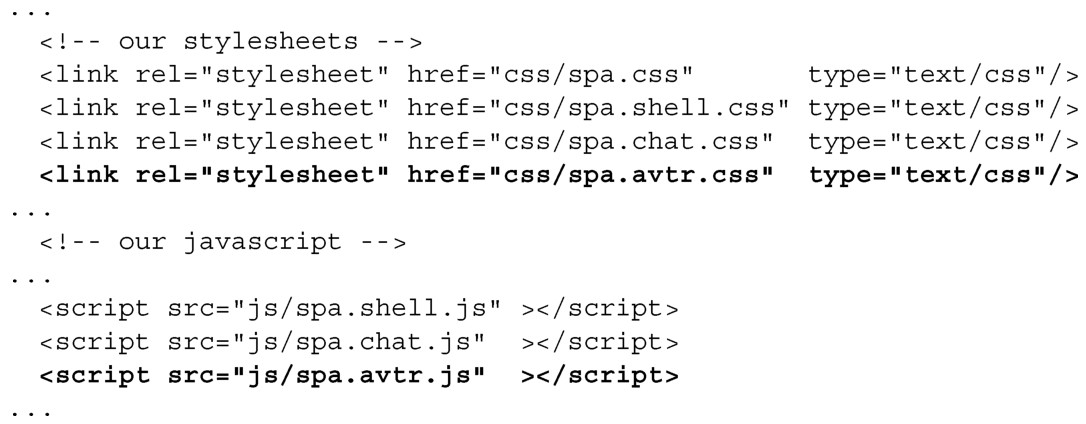 ...
  <!-- our stylesheets -->
  <link rel="stylesheet" href="css/spa.css"       type="text/css"/>
  <link rel="stylesheet" href="css/spa.shell.css" type="text/css"/>
  <link rel="stylesheet" href="css/spa.chat.css"  type="text/css"/>
  <link rel="stylesheet" href="css/spa.avtr.css"  type="text/css"/>
...
  <!-- our javascript -->
...
  <script src="js/spa.shell.js" ></script>
  <script src="js/spa.chat.js"  ></script>
  <script src="js/spa.avtr.js"  ></script>
...